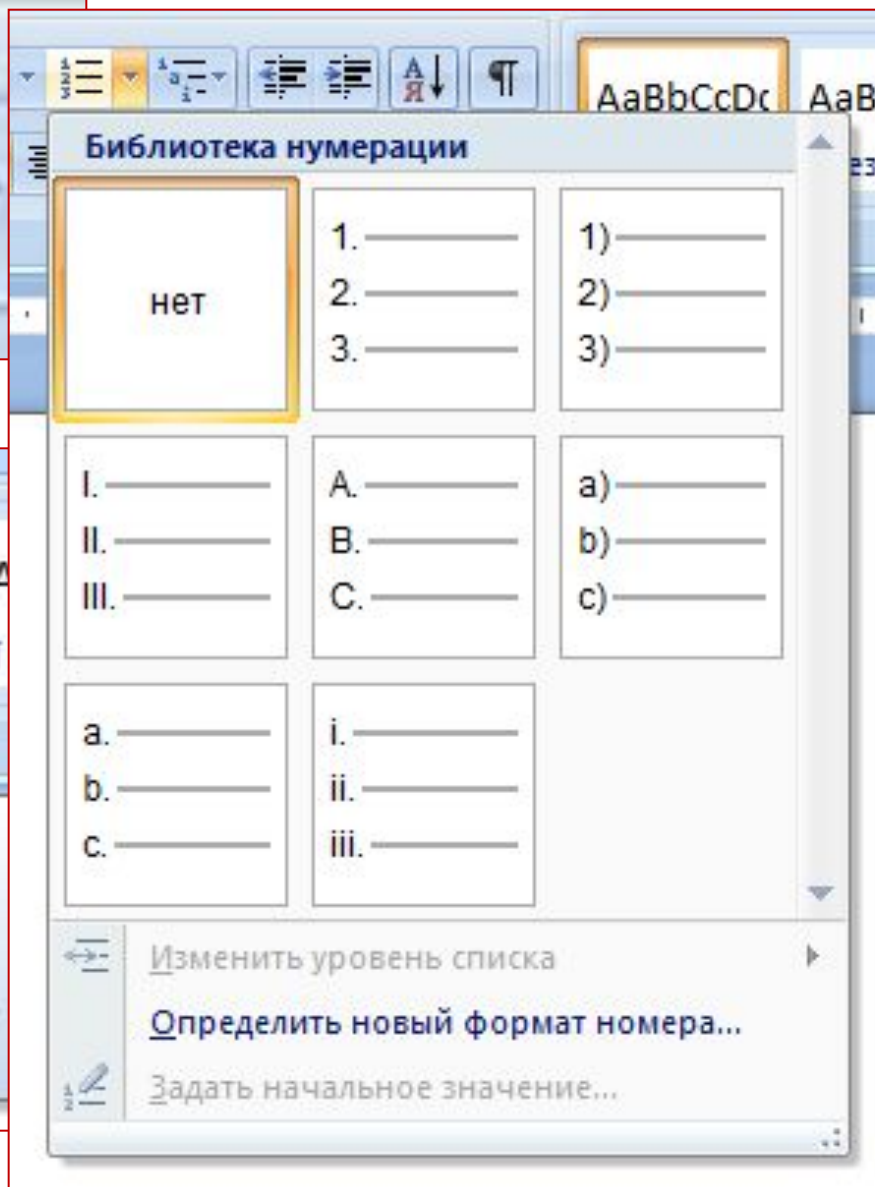 AaBbCcDc AaB
Библиотека нумерации
нет
1.
2.
3.
1)
2)
3)
I.
II.
III.
A.
B.
C.
a)
b)
c)
a.
b.
c.
i.
ii.
iii.
Изменить уровень списка
Определить новый формат номера...
Задать начальное значение...